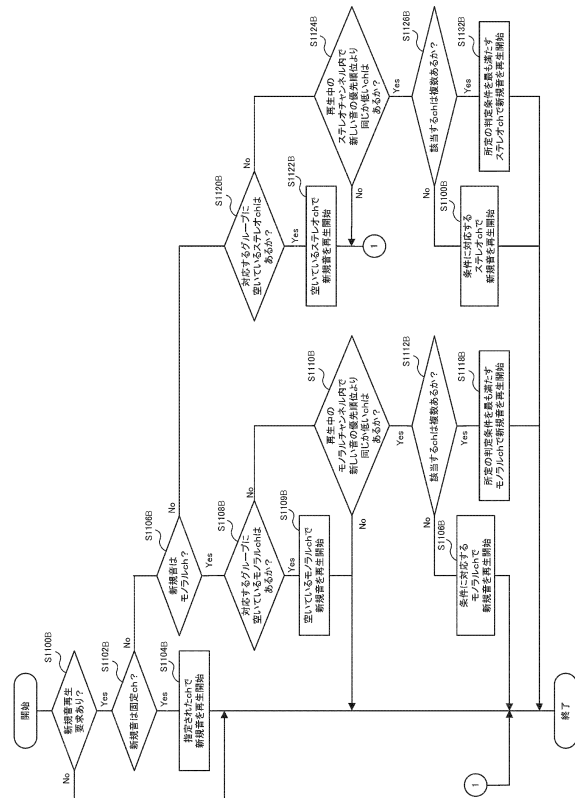 開始
S1100B
新規音再生
要求あり？
No
Yes
S1102B
新規音は固定ch？
No
Yes
S1104B
指定されたchで
新規音を再生開始
S1106B
新規音は
モノラルch？
No
Yes
S1108B
対応するグループに
空いているモノラルchは
あるか？
No
Yes
S1109B
空いているモノラルchで
新規音を再生開始
S1110B
再生中の
モノラルチャンネル内で
新しい音の優先順位より
同じか低いchは
あるか？
No
Yes
S1112B
該当するchは複数あるか？
No
Yes
S1106B
条件に対応する
モノラルchで
新規音を再生開始
S1118B
所定の判定条件を最も満たす
モノラルchで新規音を再生開始
S1120B
対応するグループに
空いているステレオchは
あるか？
No
Yes
S1122B
空いているステレオchで
新規音を再生開始
1
S1124B
再生中の
ステレオチャンネル内で
新しい音の優先順位より
同じか低いchは
あるか？
No
Yes
S1126B
該当するchは複数あるか？
No
Yes
S1100B
条件に対応する
ステレオchで
新規音を再生開始
S1132B
所定の判定条件を最も満たす
ステレオchで新規音を再生開始
1
終了